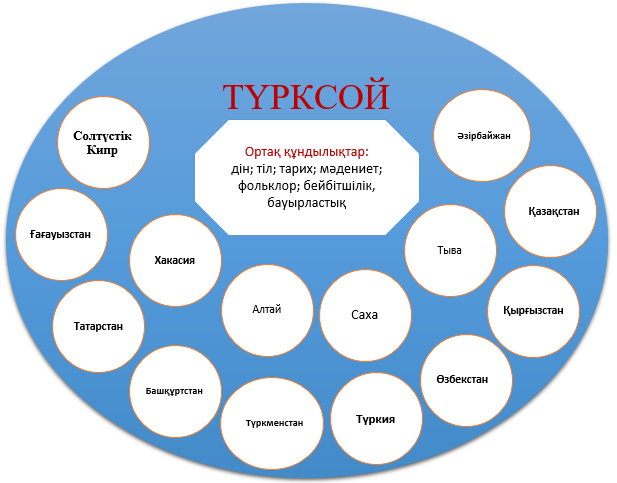 ТҮРКСОЙ
Ортақ құндылықтар:
дін; тіл; тарих; мәдениет;
фольклор; бейбітшілік,
бауырластық
Солтүстік
Кипр
Әзірбайжан
Ғағауызстан
Қазақстан
Хакасия
Тыва
Татарстан
Алтай
Саха
Қырғызстан
Башқұртстан
Өзбекстан
Түркменстан
Түркия